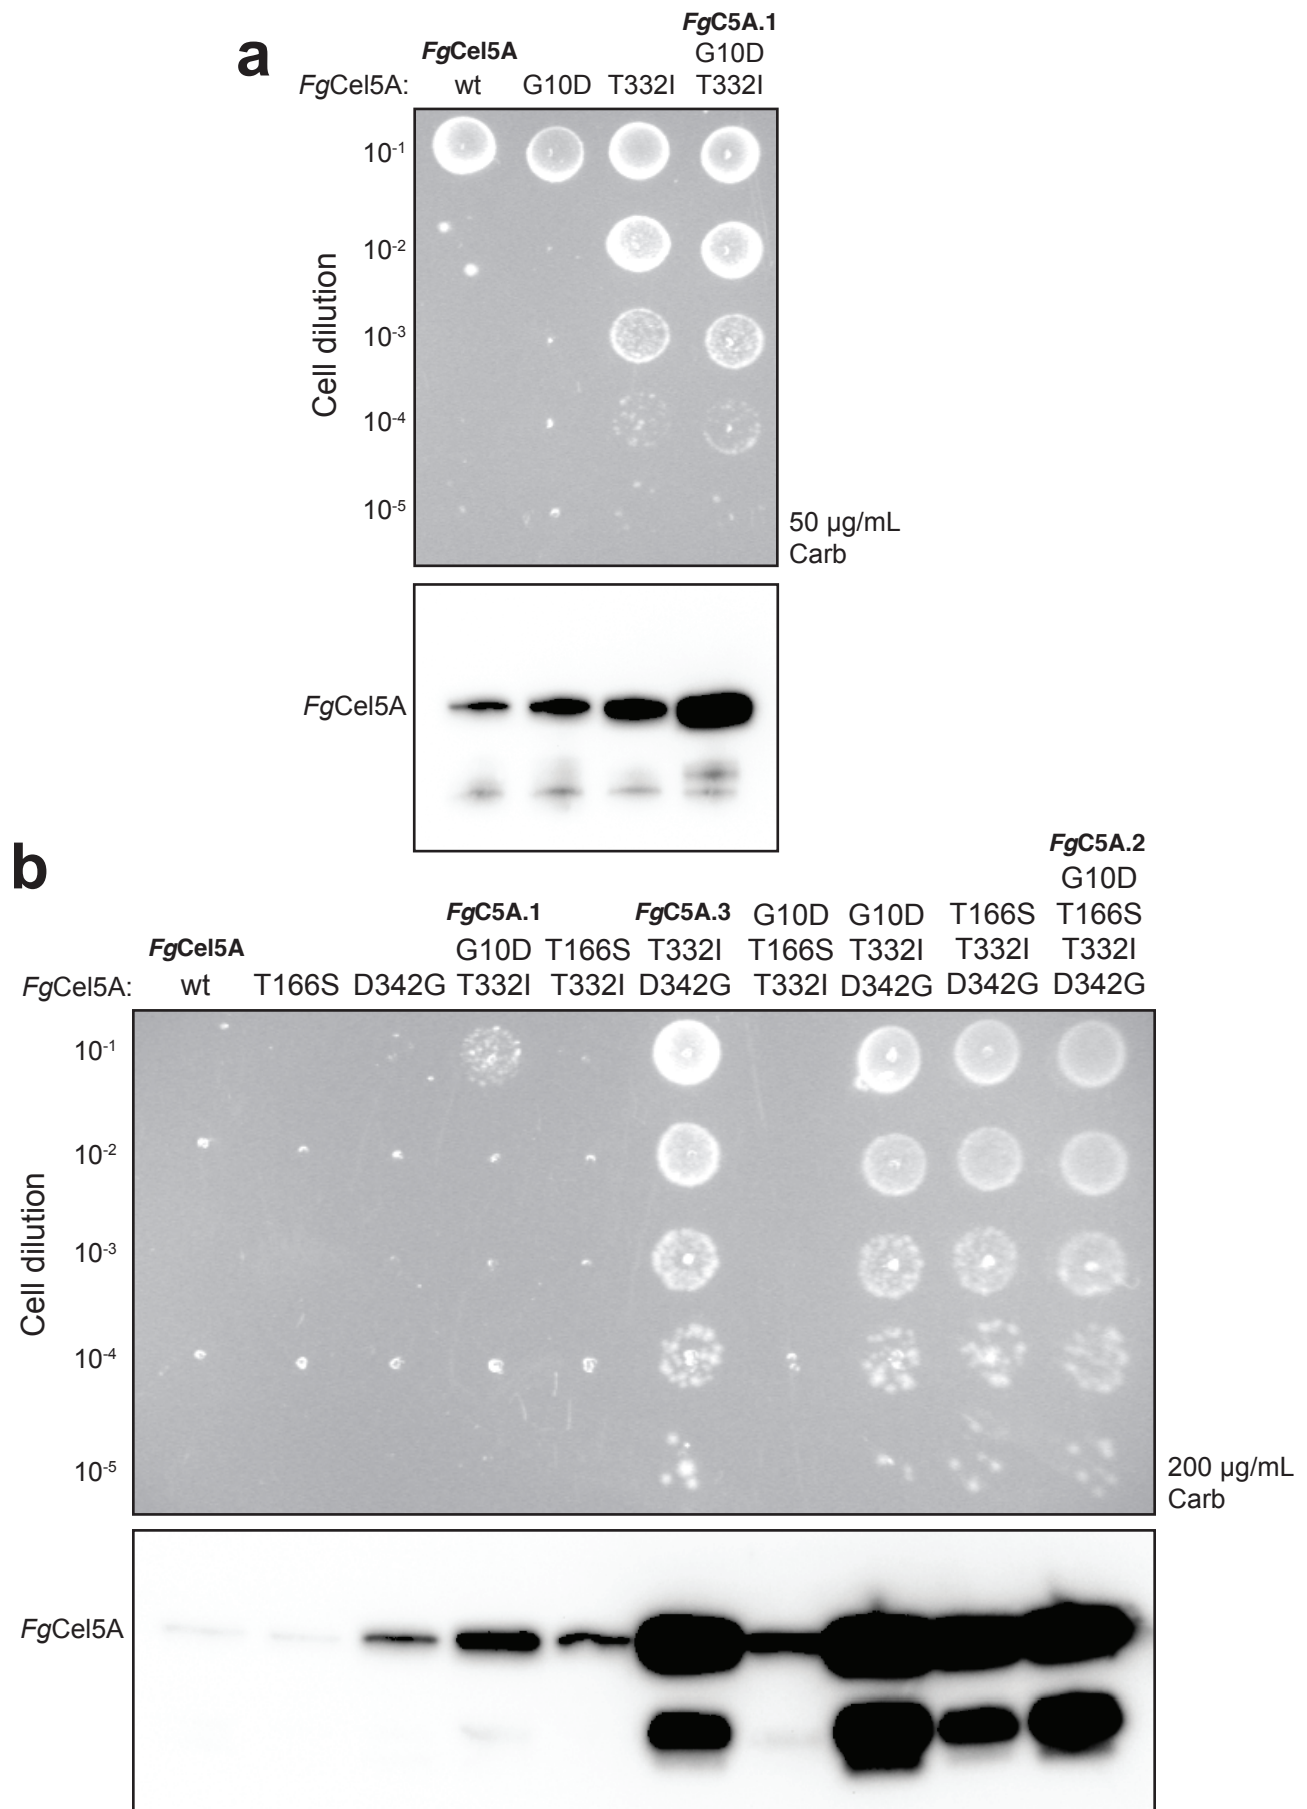 a
FgC5A.1
FgCel5A G10D
FgCel5A: wt G10D T332I T332I
10-1
10-2
10-3
10-4
10-5
Cell dilution
50 µg/mL
Carb
FgCel5A
b
FgC5A.2
G10D
FgC5A.1 FgC5A.3 G10D G10D T166S T166S
FgCel5A G10D T166S T332I T166S T332I T332I T332I
FgCel5A: wt T166S D342G T332I T332I D342G T332I D342G D342G D342G
10-1
10-2
10-3
10-4
10-5
Cell dilution
200 µg/mL
Carb
FgCel5A